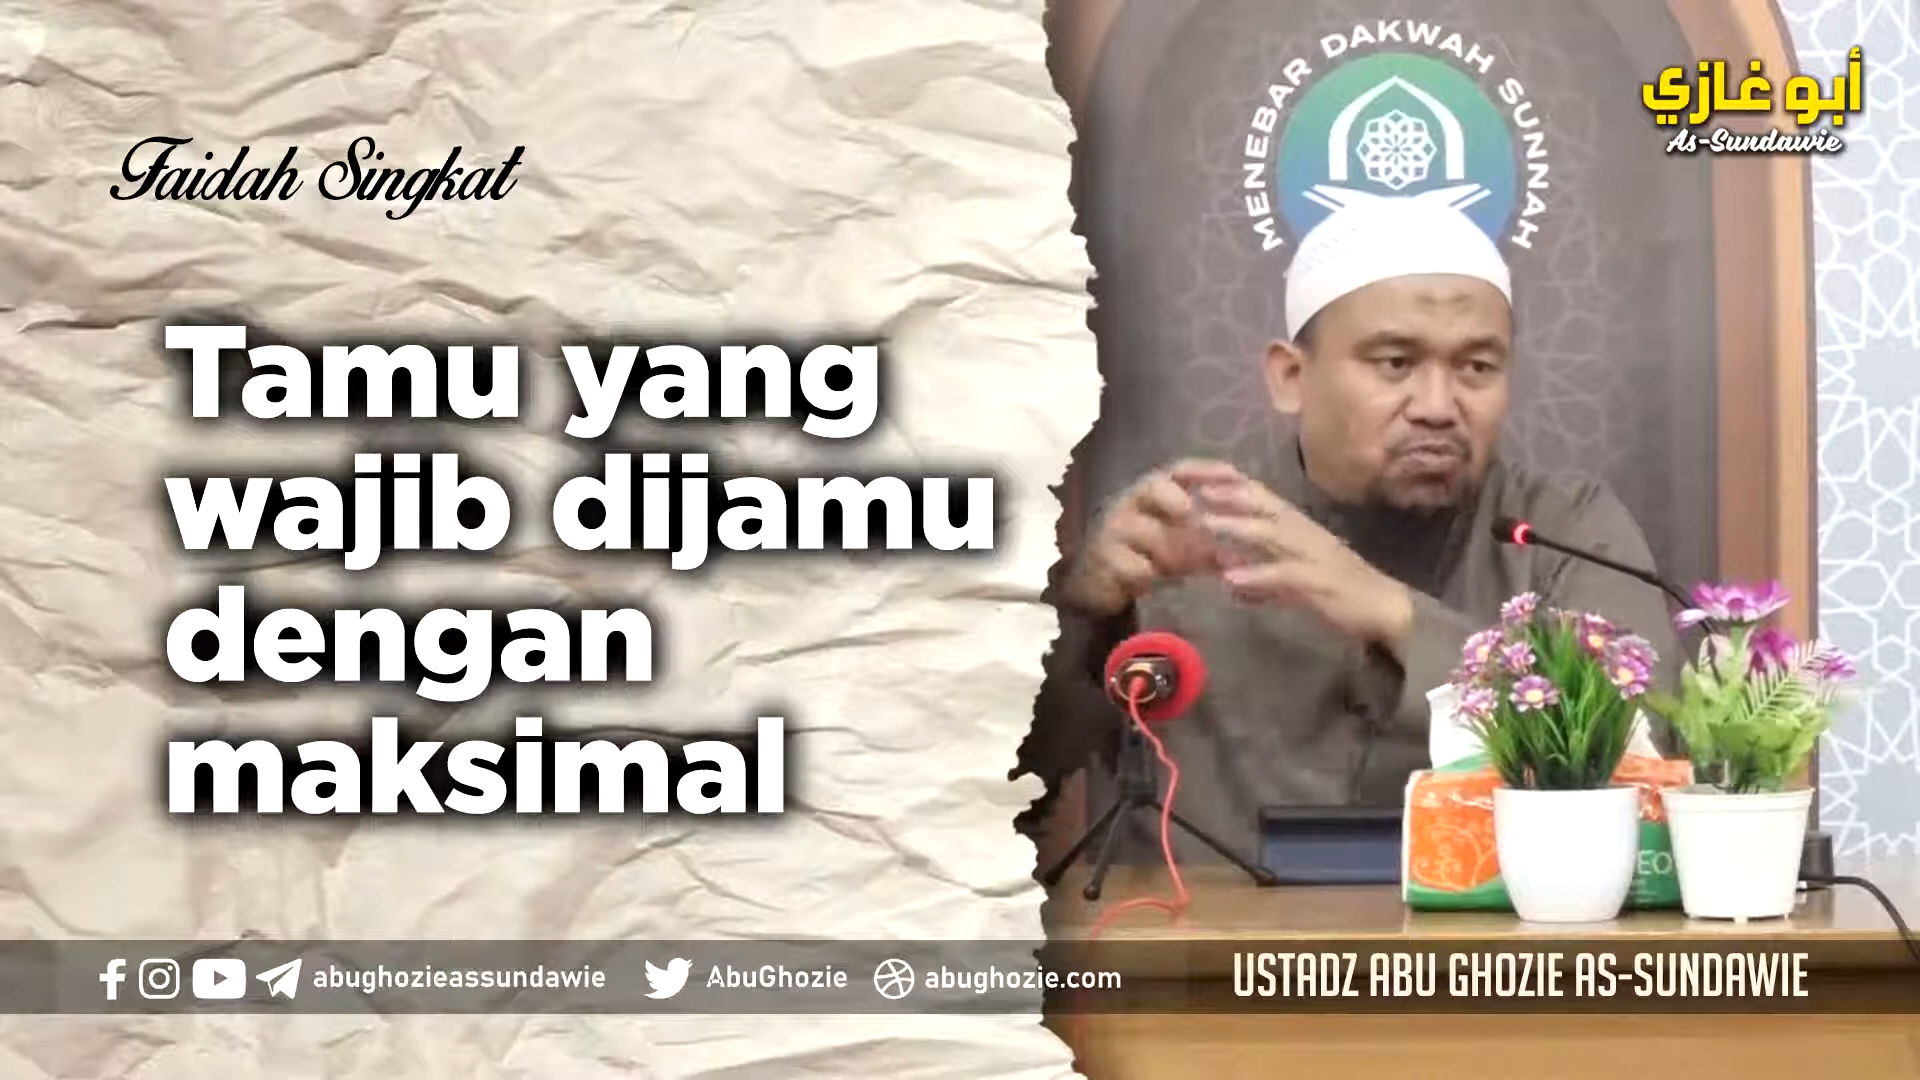 Faidah Singkat
Tamu yang
wajib dijamu
dengan
maksimal
MENEBAR DAKWAH SUNNAH
أبو غازي
As-Sundawie
EO
abughozieassundawie
AbuGhozie
abughozie.com
USTADZ ABU GHOZIE AS-SUNDAWIE